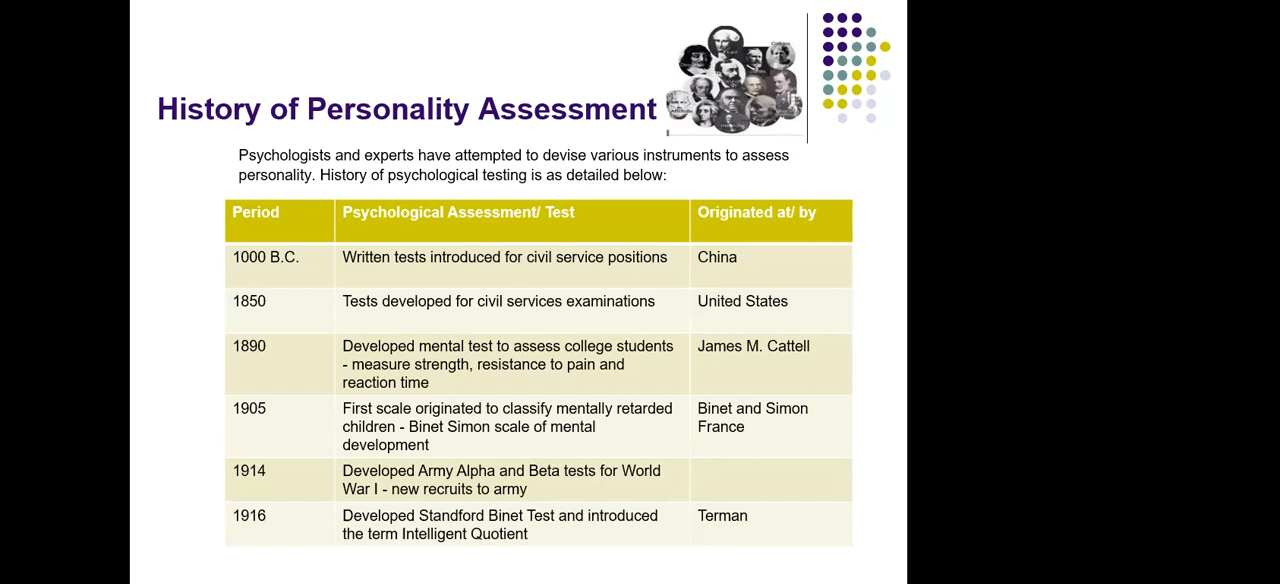 History of Personality Assessment
Psychologists and experts have attempted to devise various instruments to assess
personality. History of psychological testing is as detailed below:
Period
Psychological Assessment/ Test
Originated at/ by
1000 B.C.
Written tests introduced for civil service positions
China
1850
Tests developed for civil services examinations
United States
1890
Developed mental test to assess college students
- measure strength, resistance to pain and
reaction time
James M. Cattell
1905
First scale originated to classify mentally retarded
children - Binet Simon scale of mental
development
Binet and Simon
France
1914
Developed Army Alpha and Beta tests for World
War I - new recruits to army
1916
Developed Standford Binet Test and introduced
the term Intelligent Quotient
Terman